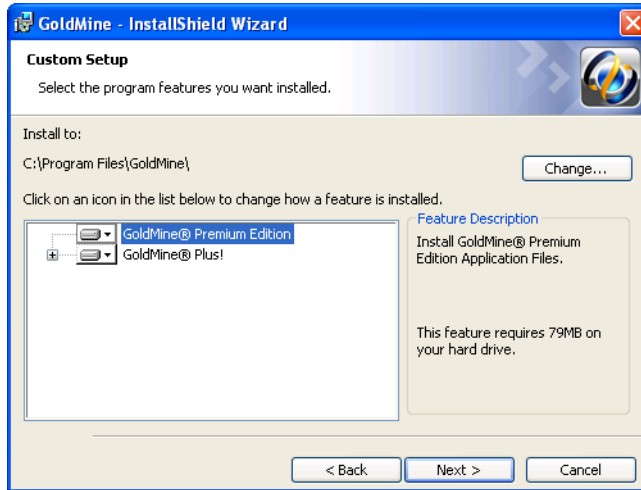 GoldMine - InstallShield Wizard
Custom Setup
Select the program features you want installed.
Install to:
C:\Program Files\GoldMine\
Change...
Click on an icon in the list below to change how a feature is installed.
GoldMine® Premium Edition
GoldMine® Plus!
Feature Description
Install GoldMine® Premium
Edition Application Files.
This feature requires 79MB on
your hard drive.
< Back
Next >
Cancel